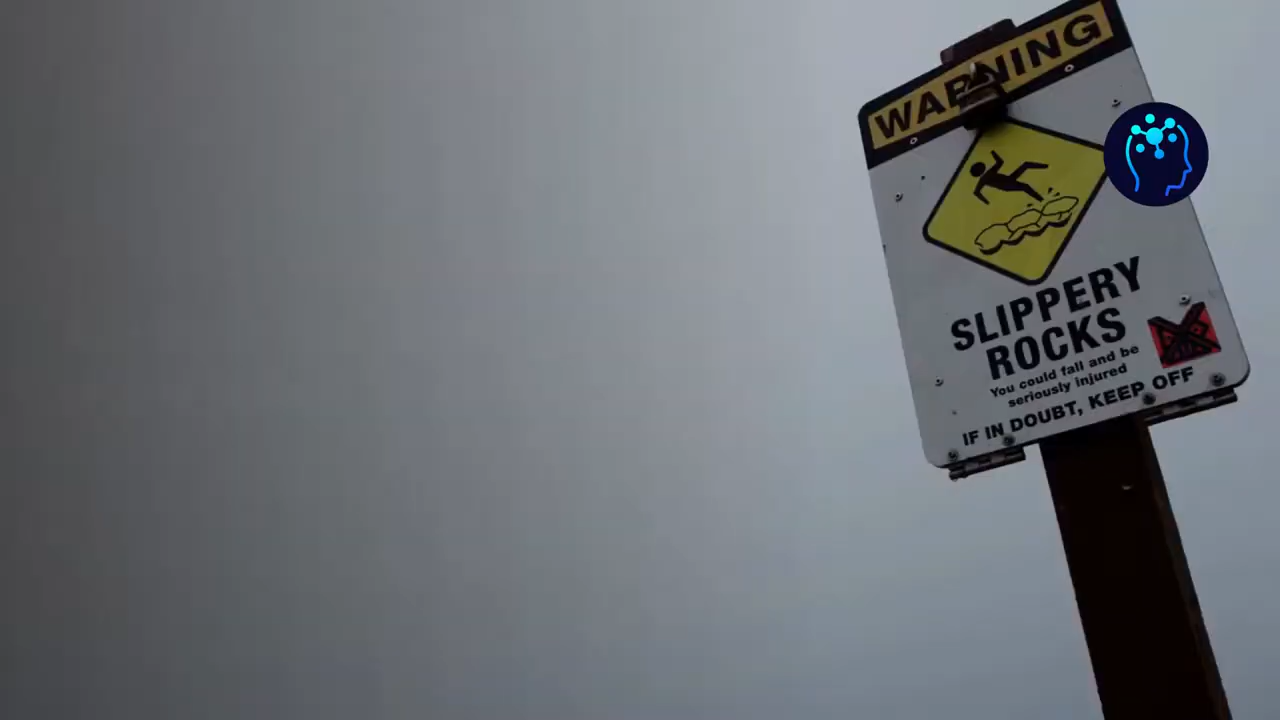 WARNING
SLIPPERY
ROCKS
You could fall and be
seriously injured
IF IN DOUBT, KEEP OFF